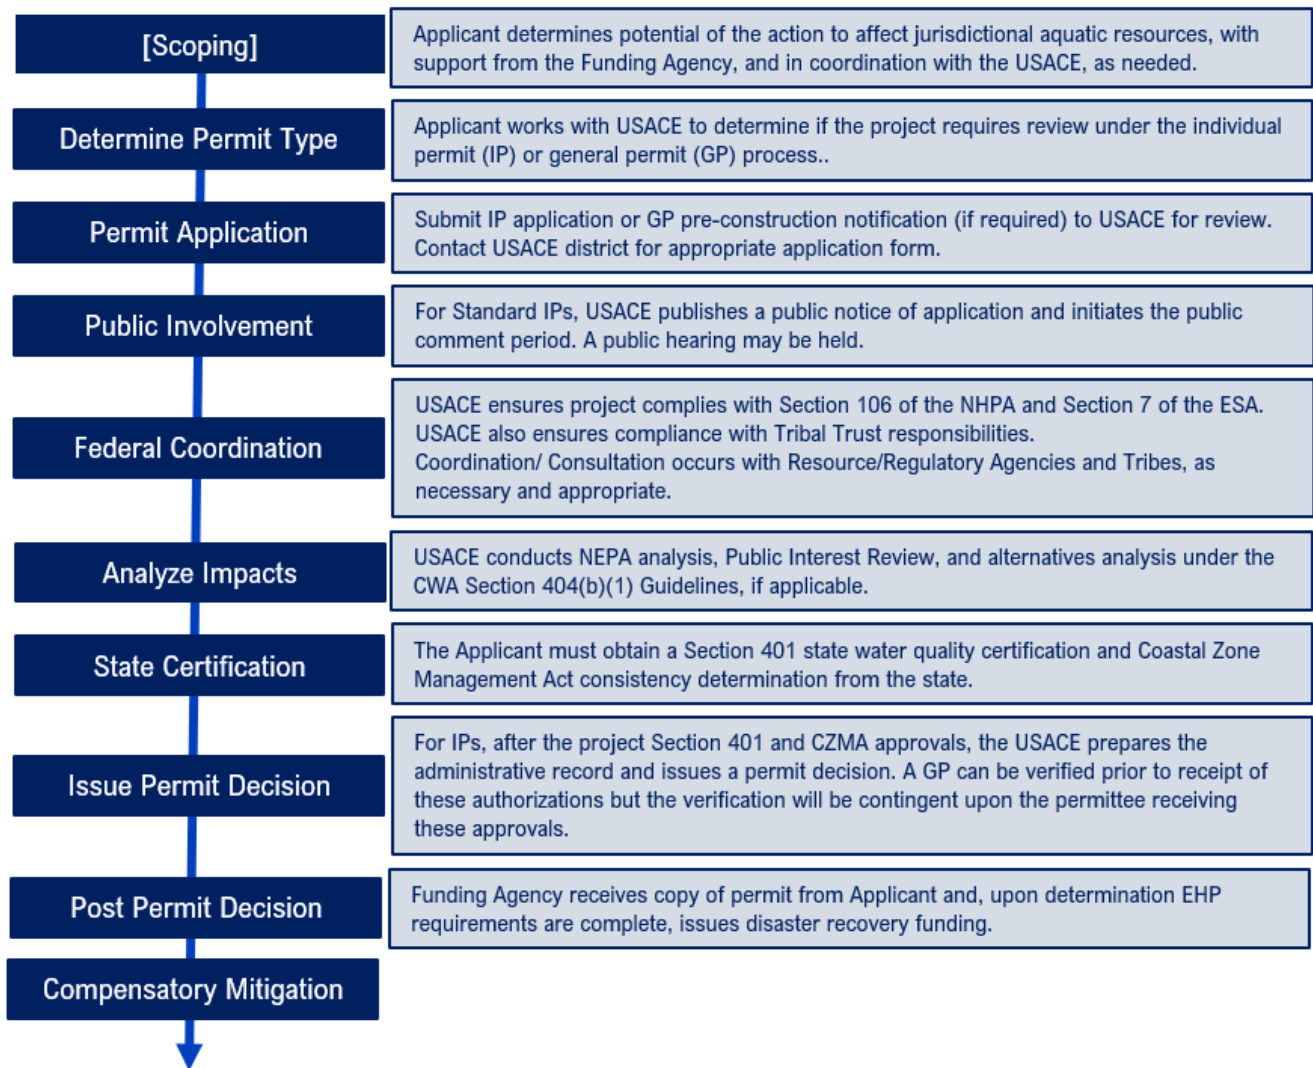 [Scoping]
Applicant determines potential of the action to affect jurisdictional aquatic resources, with
support from the Funding Agency, and in coordination with the USACE, as needed.
Determine Permit Type
Applicant works with USACE to determine if the project requires review under the individual
permit (IP) or general permit (GP) process..
Permit Application
Submit IP application or GP pre-construction notification (if required) to USACE for review.
Contact USACE district for appropriate application form.
Public Involvement
For Standard IPs, USACE publishes a public notice of application and initiates the public
comment period. A public hearing may be held.
Federal Coordination
USACE ensures project complies with Section 106 of the NHPA and Section 7 of the ESA.
USACE also ensures compliance with Tribal Trust responsibilities.
Coordination/ Consultation occurs with Resource/Regulatory Agencies and Tribes, as
necessary and appropriate.
Analyze Impacts
USACE conducts NEPA analysis, Public Interest Review, and alternatives analysis under the
CWA Section 404(b)(1) Guidelines, if applicable.
State Certification
The Applicant must obtain a Section 401 state water quality certification and Coastal Zone
Management Act consistency determination from the state.
Issue Permit Decision
For IPs, after the project Section 401 and CZMA approvals, the USACE prepares the
administrative record and issues a permit decision. A GP can be verified prior to receipt of
these authorizations but the verification will be contingent upon the permittee receiving
these approvals.
Post Permit Decision
Funding Agency receives copy of permit from Applicant and, upon determination EHP
requirements are complete, issues disaster recovery funding.
Compensatory Mitigation